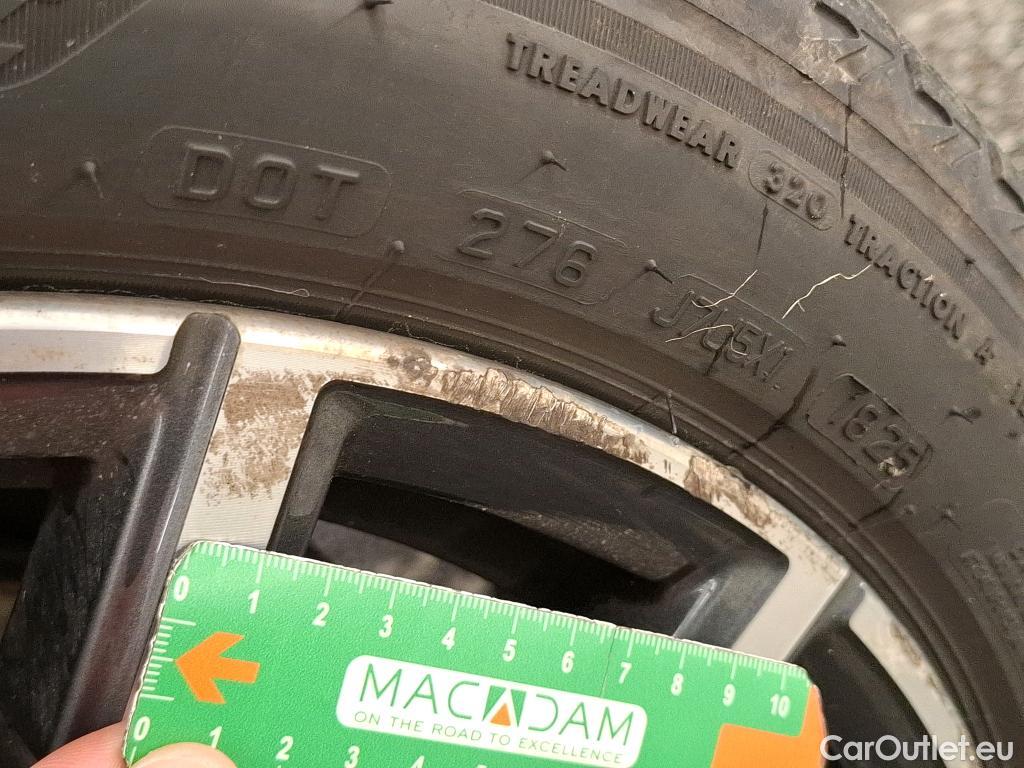 TREADWEAR 320 TRACTION A
DOT 276 1825
0 1 2 3 4 5 6 7 8 9 10
MACADAM
ON THE ROAD TO EXCELLENCE
0 1 2 3 4
CarOutlet.eu